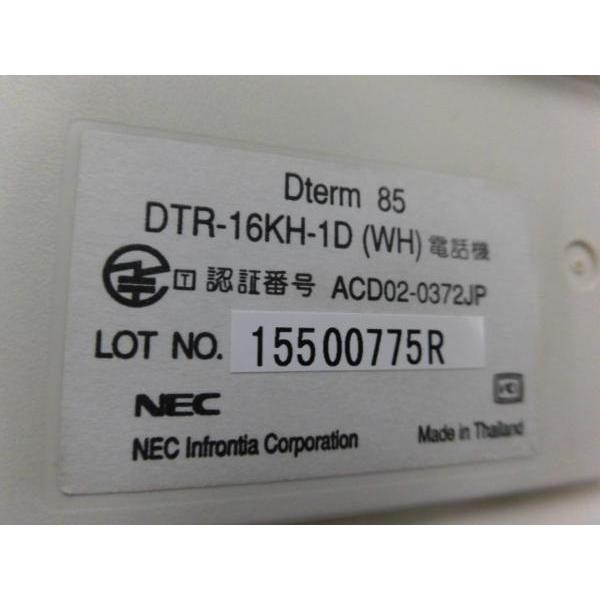 Dterm 85
DTR-16KH-1D (WH) 電話機
T 認証番号 ACD02-0372JP
LOT NO. 15500775R
NEC
NEC Infrontia Corporation
Made in Thailand